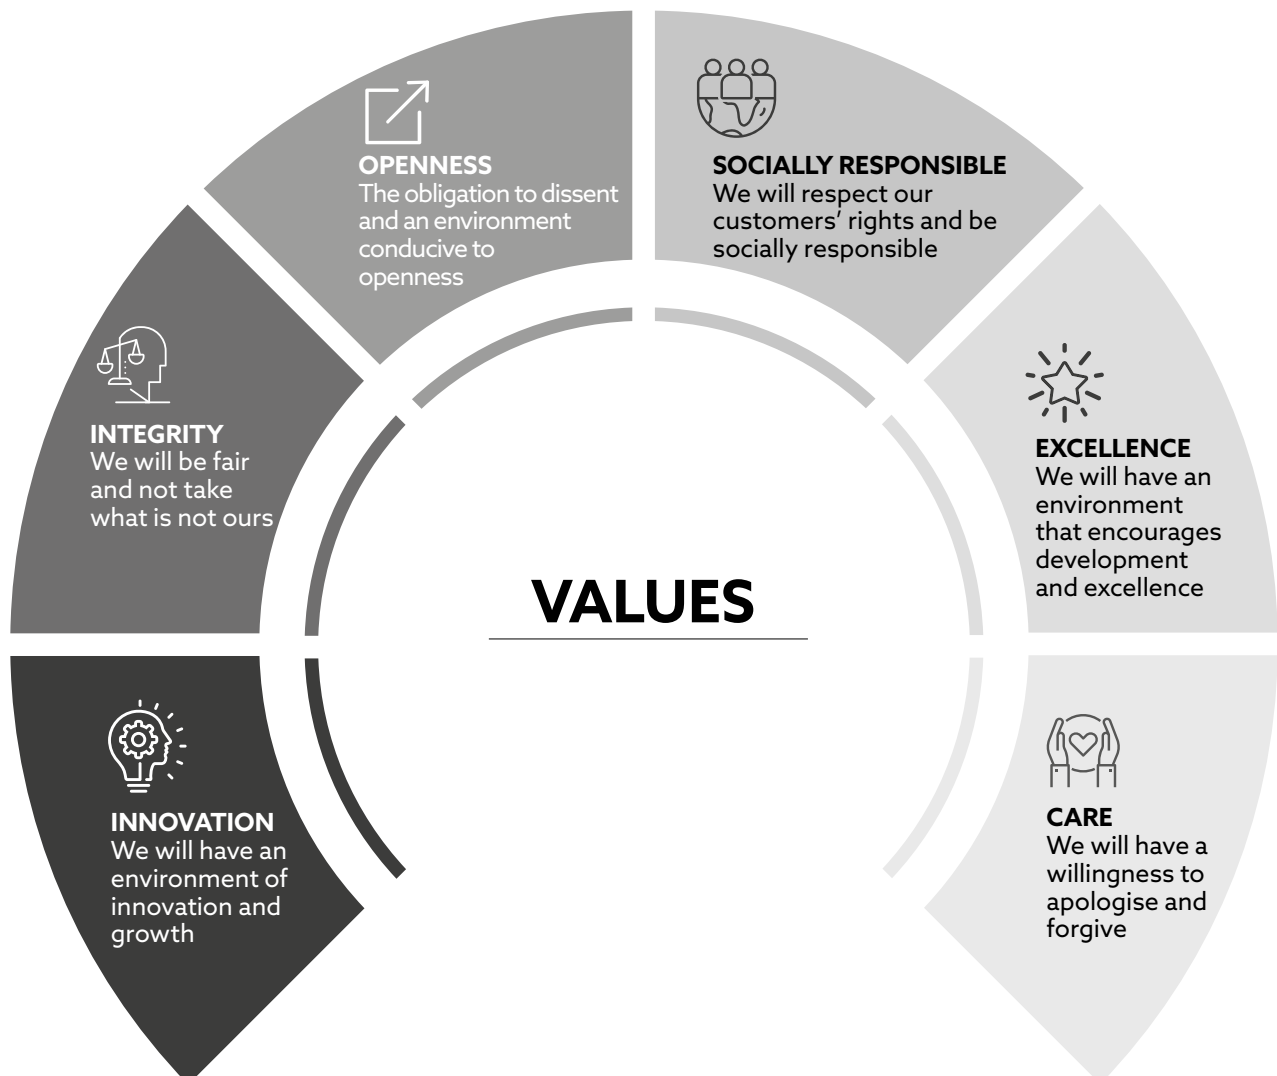 OPENNESS
The obligation to dissent
and an environment
conducive to
openness
SOCIALLY RESPONSIBLE
We will respect our
customers’ rights and be
socially responsible
INTEGRITY
We will be fair
and not take
what is not ours
EXCELLENCE
We will have an
environment
that encourages
development
and excellence
VALUES
INNOVATION
We will have an
environment of
innovation and
growth
CARE
We will have a
willingness to
apologise and
forgive